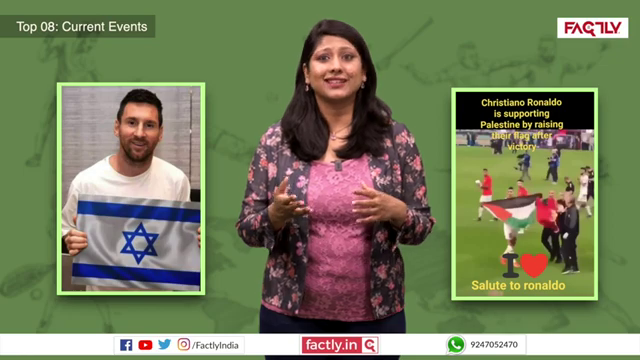 Top 08: Current Events
FACTLY
Christiano Ronaldo
is supporting
Palestine by raising
their flag after
victory.
I
Salute to ronaldo
/FactlyIndia
factly.in
9247052470